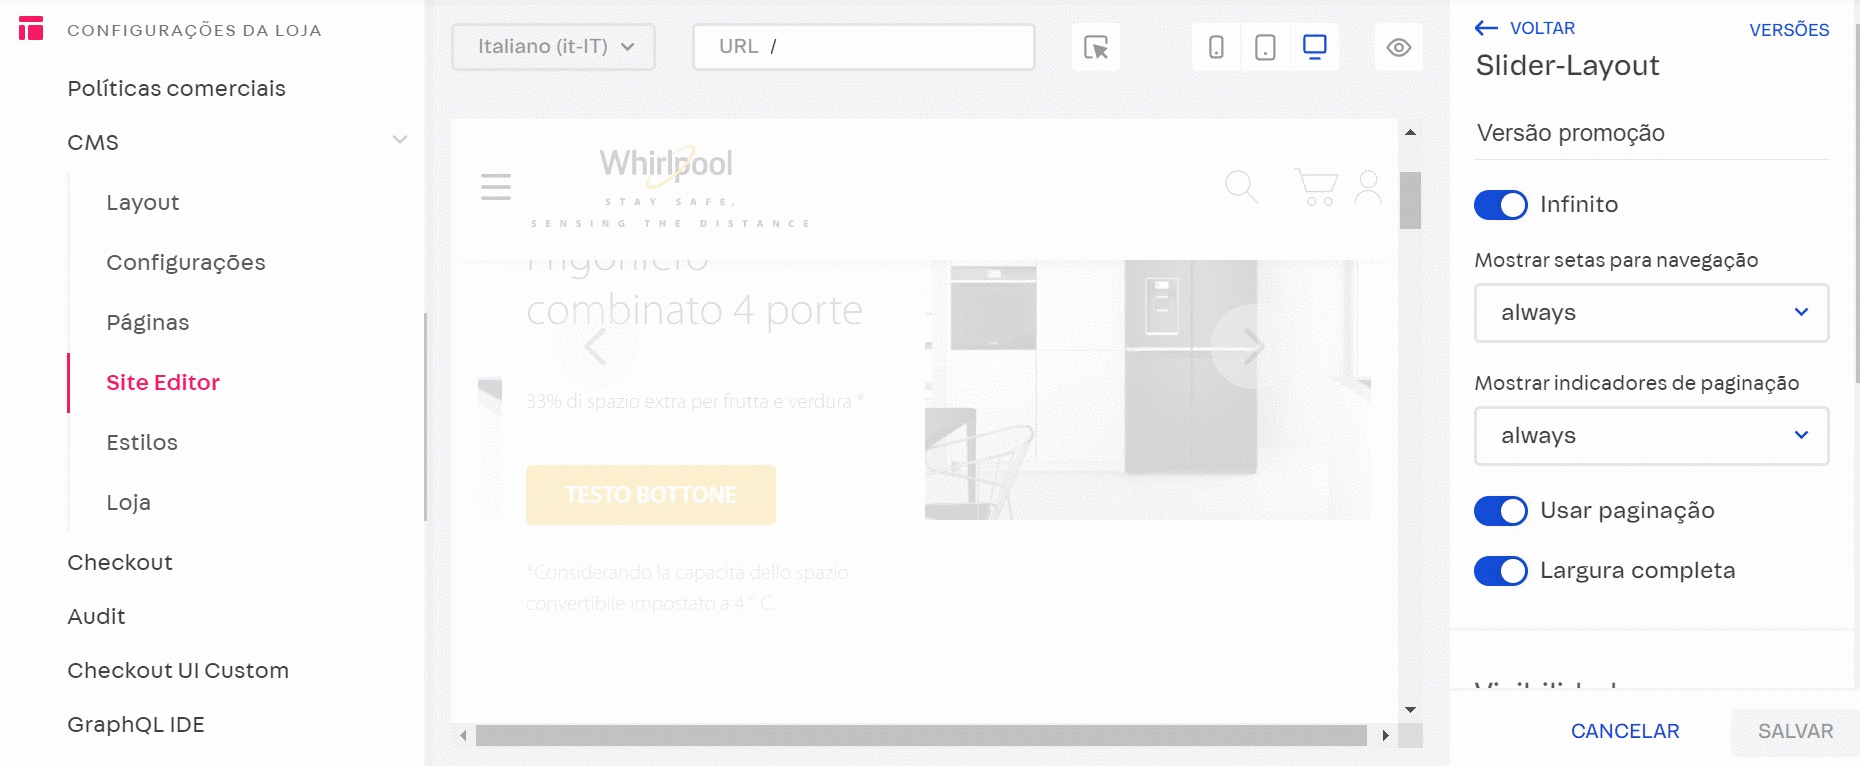 CONFIGURAÇÕES DA LOJA
Políticas comerciais
CMS
Layout
Configurações
Páginas
Site Editor
Estilos
Loja
Checkout
Audit
Checkout UI Custom
GraphQL IDE
Italiano (it-IT)
URL /
Whirlpool
STAY SAFE,
SENSING THE DISTANCE
combinato 4 porte
33% di spazio extra per frutta e verdura *
TESTO BOTTONE
*Considerando la capacità dello spazio
convertibile impostato a 4 ° C.
VOLTAR
VERSÕES
Slider-Layout
Versão promoção
Infinito
Mostrar setas para navegação
always
Mostrar indicadores de paginação
always
Usar paginação
Largura completa
CANCELAR
SALVAR